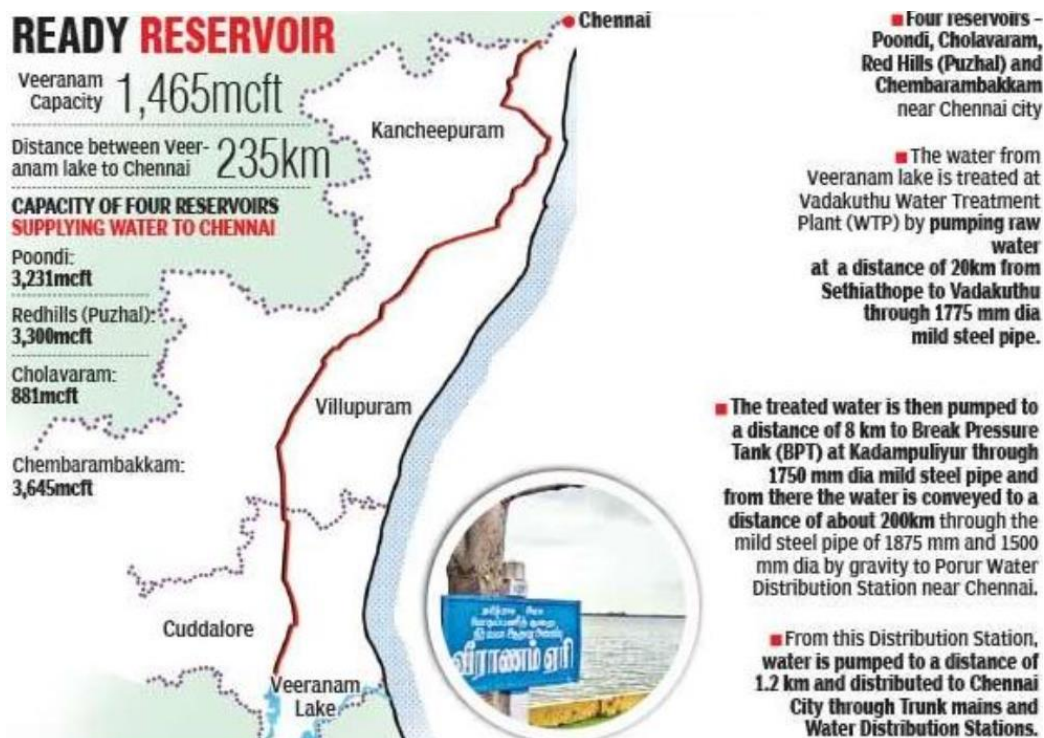 READY RESERVOIR
Veeranam
Capacity 1,465mcft
Distance between Veer-
anam lake to Chennai 235km
CAPACITY OF FOUR RESERVOIRS
SUPPLYING WATER TO CHENNAI
Poondi:
3,231mcft
Redhills (Puzhal):
3,300mcft
Cholavaram:
881mcft
Chembarambakkam:
3,645mcft
Chennai
Kancheepuram
Villupuram
Cuddalore
Veeranam
Lake
வீராணம் ஏரி
Four reservoirs –
Poondi, Cholavaram,
Red Hills (Puzhal) and
Chembarambakkam
near Chennai city
The water from
Veeranam lake is treated at
Vadakuthu Water Treatment
Plant (WTP) by pumping raw
water
at a distance of 20km from
Sethiathope to Vadakuthu
through 1775 mm dia
mild steel pipe.
The treated water is then pumped to
a distance of 8 km to Break Pressure
Tank (BPT) at Kadampuliyur through
1750 mm dia mild steel pipe and
from there the water is conveyed to a
distance of about 200km through the
mild steel pipe of 1875 mm and 1500
mm dia by gravity to Porur Water
Distribution Station near Chennai.
From this Distribution Station,
water is pumped to a distance of
1.2 km and distributed to Chennai
City through Trunk mains and
Water Distribution Stations.